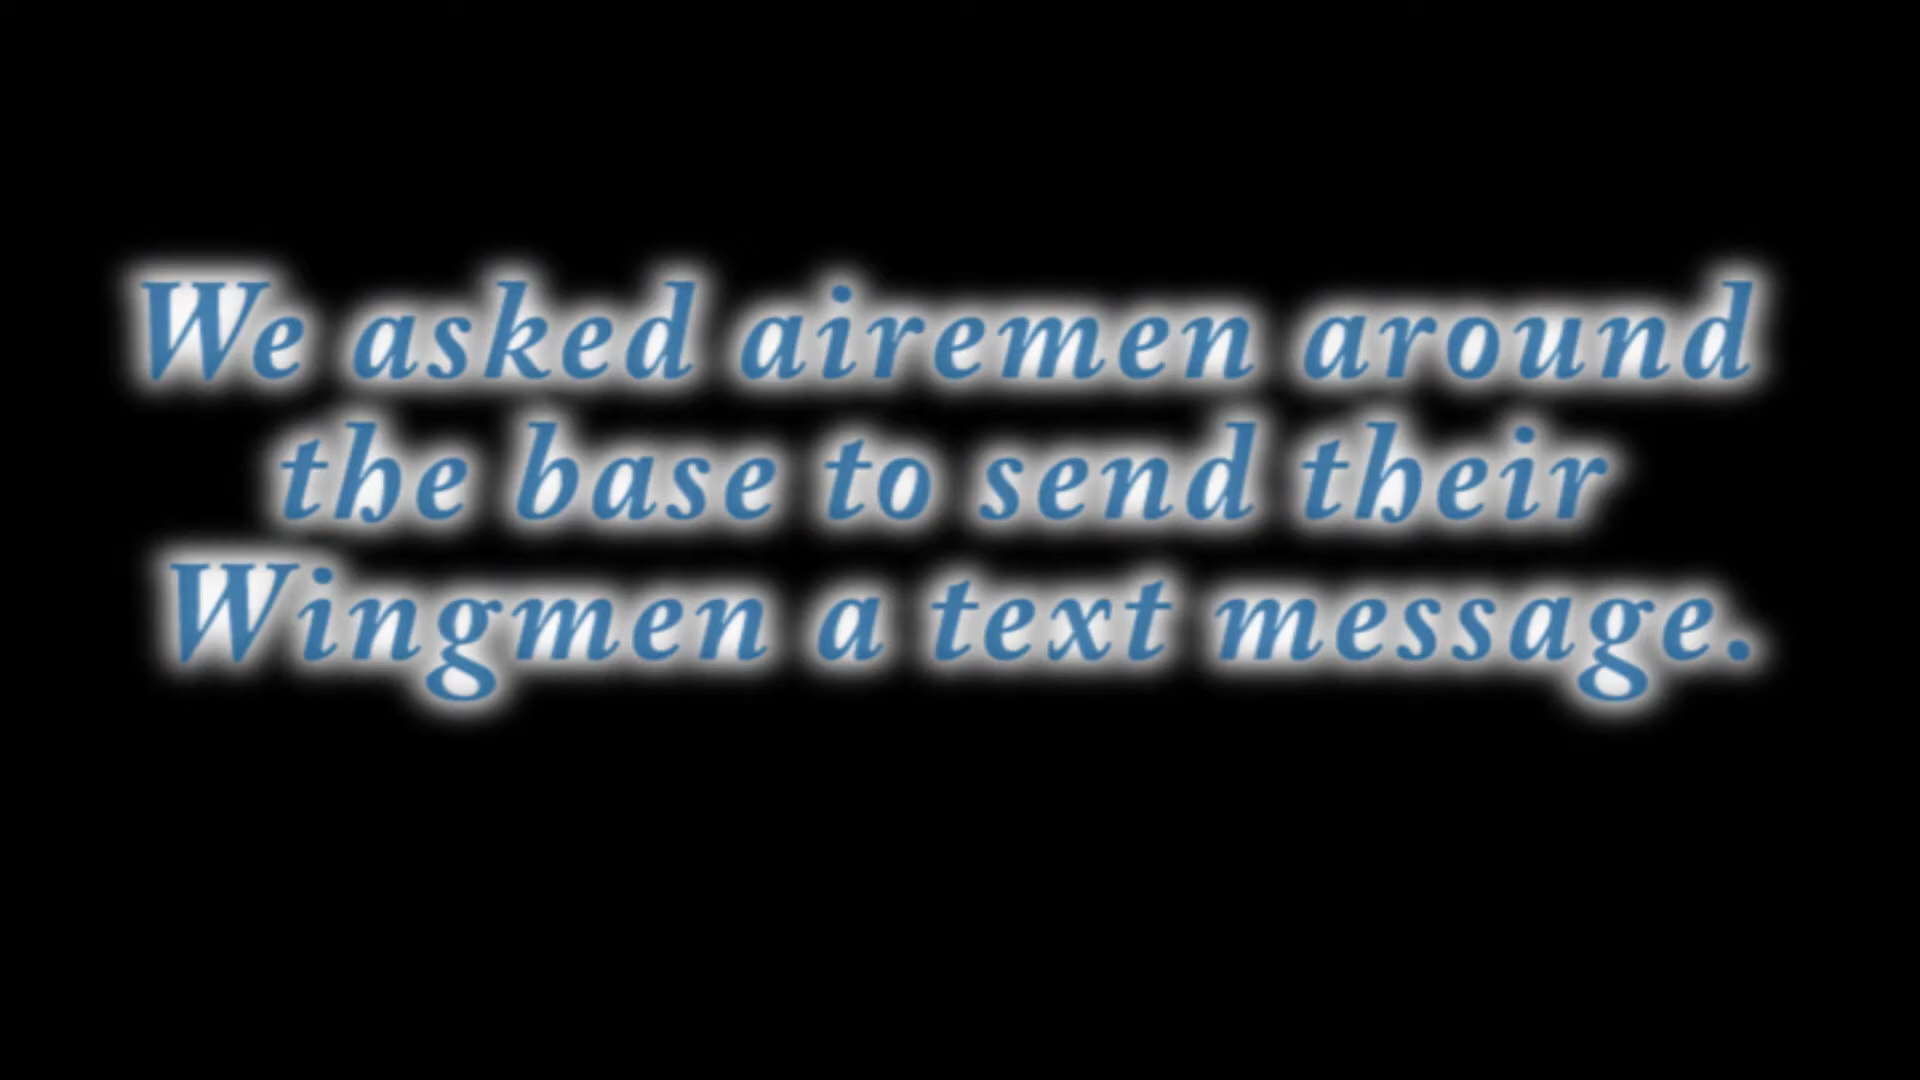 We asked airemen around
the base to send their
Wingmen a text message.